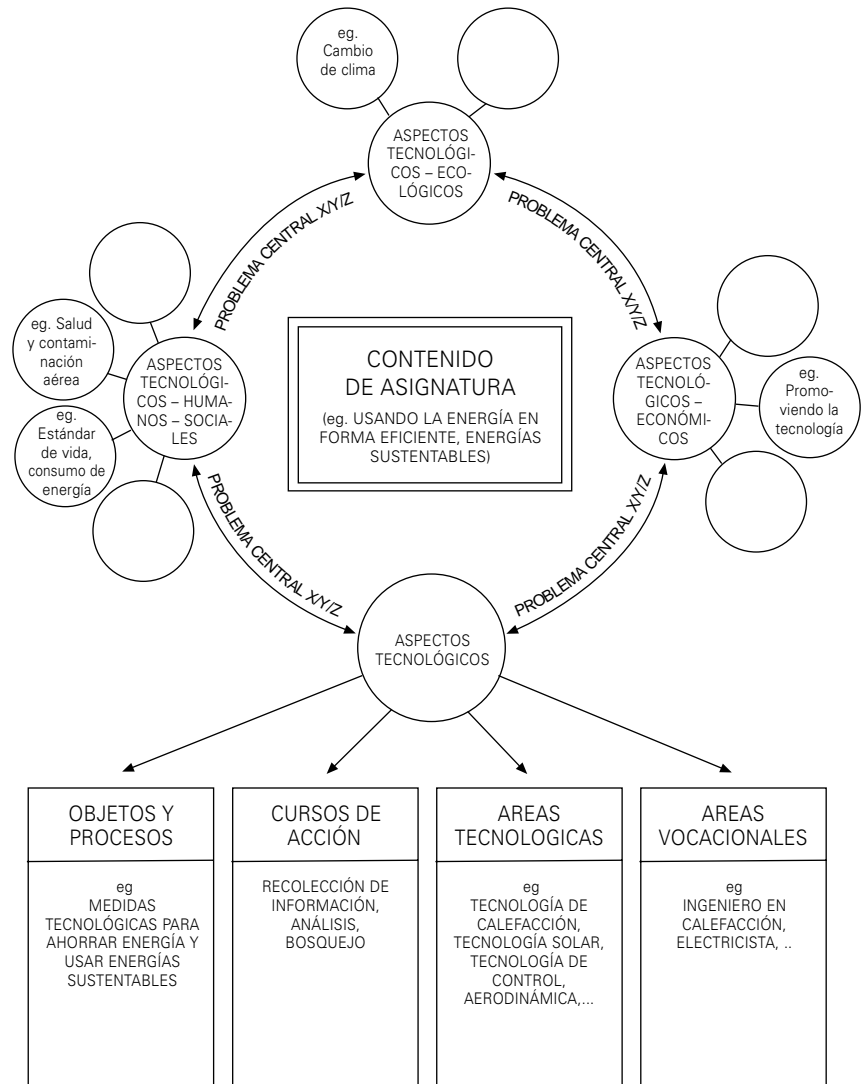 eg.
Cambio
de clima
ASPECTOS
TECNOLÓGI-
COS – ECO-
LÓGICOS
PROBLEMA CENTRAL X/Y/Z
PROBLEMA CENTRAL X/Y/Z
eg. Salud
y contami-
nación
aérea
ASPECTOS
TECNOLÓGI-
COS – HUMA-
NOS – SOCIA-
LES
eg.
Estándar
de vida,
consumo de
energía
CONTENIDO
DE ASIGNATURA
(eg. USANDO LA ENERGÍA EN
FORMA EFICIENTE, ENERGÍAS
SUSTENTABLES)
ASPECTOS
TECNOLÓ-
GICOS –
ECONÓMI-
COS
eg.
Promo-
viendo la
tecnología
PROBLEMA CENTRAL X/Y/Z
PROBLEMA CENTRAL X/Y/Z
ASPECTOS
TECNOLÓGICOS
OBJETOS Y
PROCESOS
eg
MEDIDAS
TECNOLÓGICAS PARA
AHORRAR ENERGÍA Y
USAR ENERGÍAS
SUSTENTABLES
CURSOS DE
ACCIÓN
RECOLECCIÓN DE
INFORMACIÓN,
ANÁLISIS,
BOSQUEJO
AREAS
TECNOLOGICAS
eg
TECNOLOGÍA DE
CALEFACCIÓN,
TECNOLOGÍA SOLAR,
TECNOLOGÍA DE
CONTROL,
AERODINÁMICA,...
AREAS
VOCACIONALES
eg
INGENIERO EN
CALEFACCIÓN,
ELECTRICISTA, ..